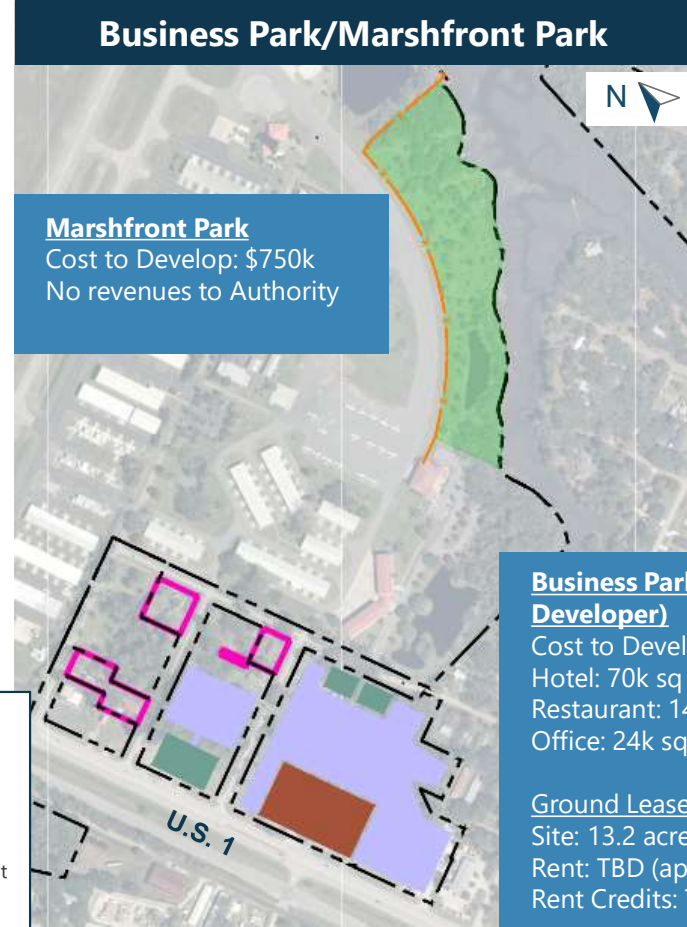 Business Park/Marshfront Park
N
Marshfront Park
Cost to Develop: $750k
No revenues to Authority
Business Par
Developer)
Cost to Devel
Hotel: 70k sq
Restaurant: 14
Office: 24k sq
Ground Lease
Site: 13.2 acre
Rent: TBD (ap
Rent Credits:
U.S. 1
t